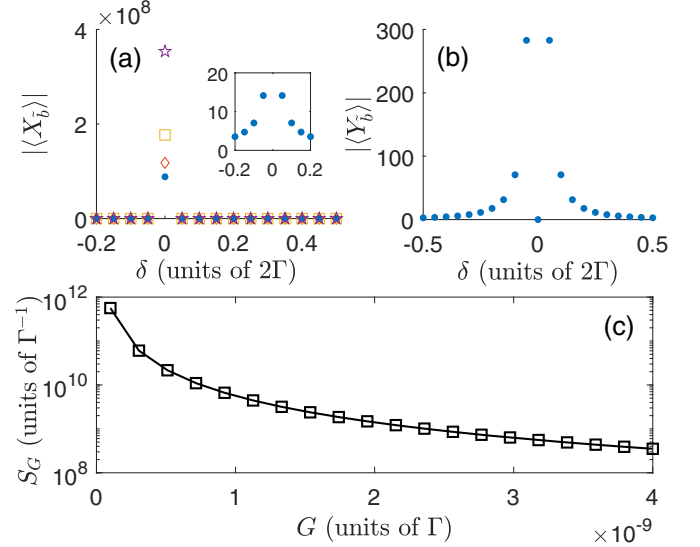 × 10⁸
4
(a)
|⟨X_b̃⟩|
2
0
-0.2 0 0.2 0.4
δ (units of 2Γ)
20
10
0
-0.2 0 0.2
300
(b)
|⟨Y_b̃⟩|
200
100
0
-0.5 0 0.5
δ (units of 2Γ)
10¹²
(c)
S_G (units of Γ⁻¹)
10¹⁰
10⁸
0 1 2 3 4
G (units of Γ)
× 10⁻⁹